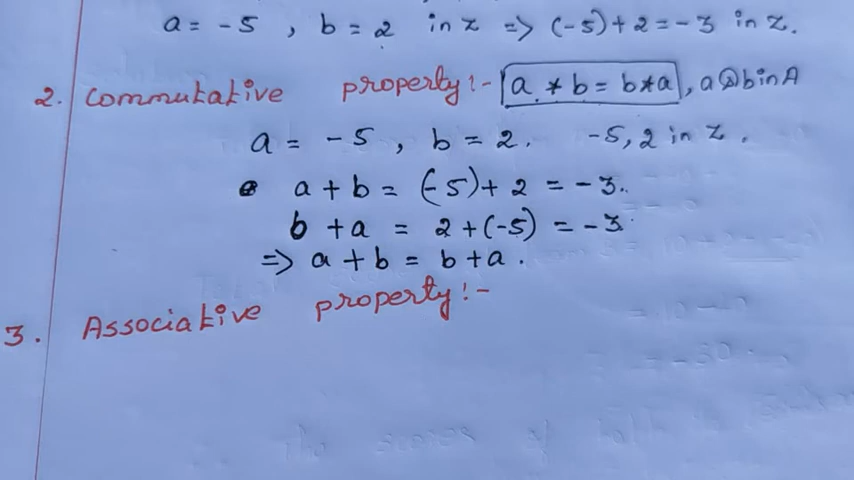 a = -5 , b = 2 in z => (-5)+2 = -3 in z.
2. Commutative property :- a * b = b * a , a & b in A
a = -5 , b = 2. -5, 2 in z .
a + b = (-5) + 2 = -3.
b + a = 2 + (-5) = -3
=> a + b = b + a .
3. Associative property :-